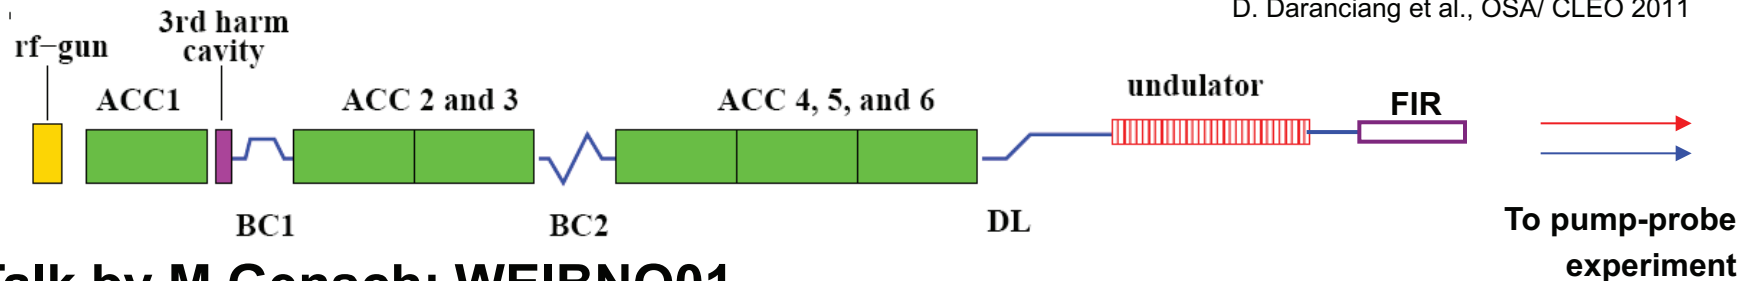 D. Daranciang et al., OSA/ CLEO 2011
3rd harm
cavity
rf-gun
ACC1
ACC 2 and 3
ACC 4, 5, and 6
undulator
FIR
BC1
BC2
DL
To pump-probe
experiment